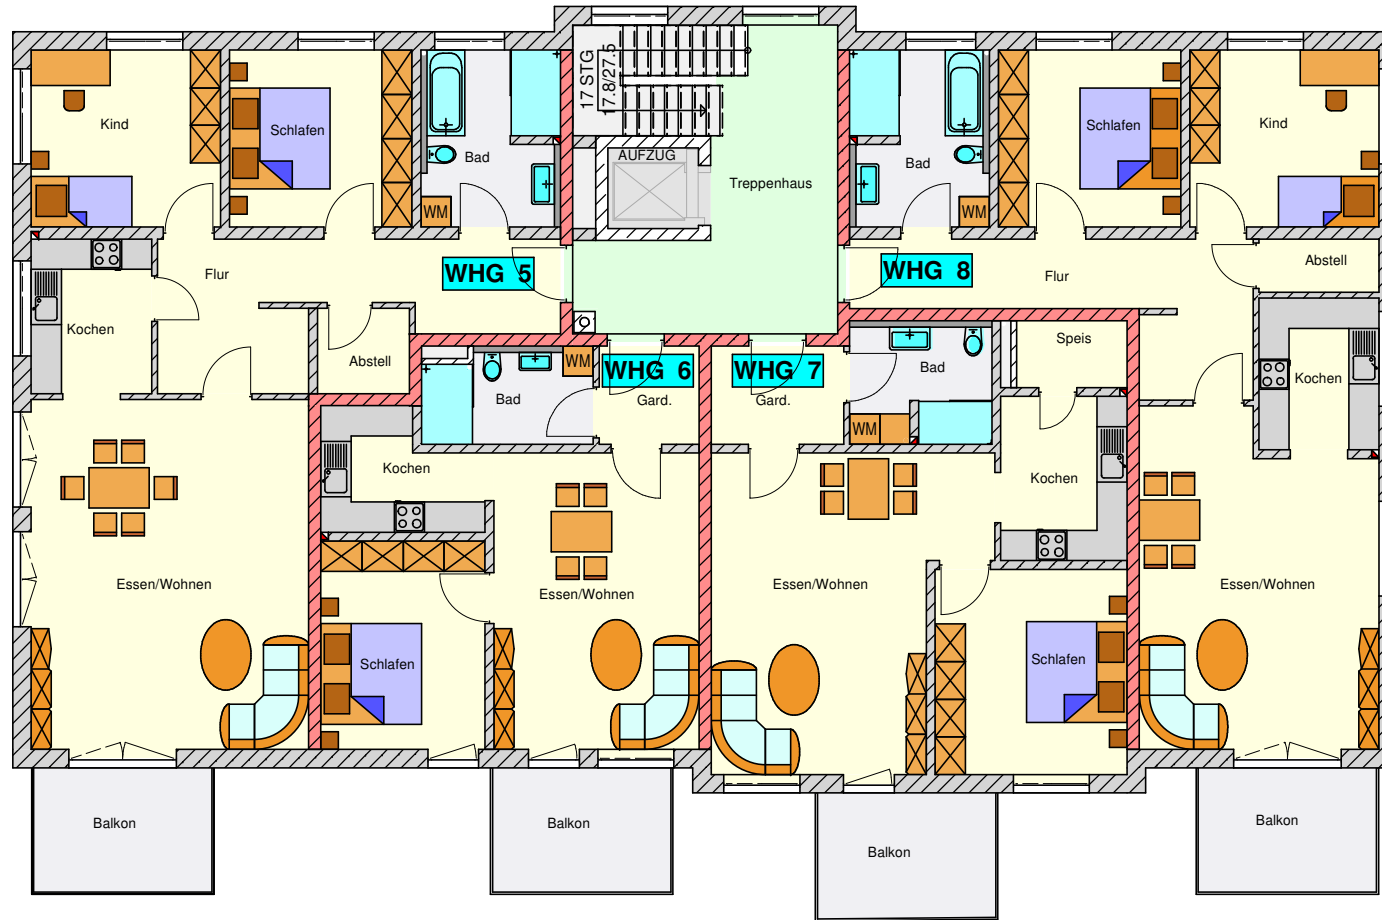 17 STG
17.8/27.5
Kind
Schlafen
Bad
WM
AUFZUG
Treppenhaus
Bad
WM
Schlafen
Kind
Flur
WHG 5
WHG 8
Flur
Abstell
Kochen
Abstell
Bad
WM
WHG 6
Gard.
WHG 7
Gard.
Bad
WM
Speis
Kochen
Kochen
Kochen
Essen/Wohnen
Essen/Wohnen
Essen/Wohnen
Essen/Wohnen
Schlafen
Schlafen
Balkon
Balkon
Balkon
Balkon